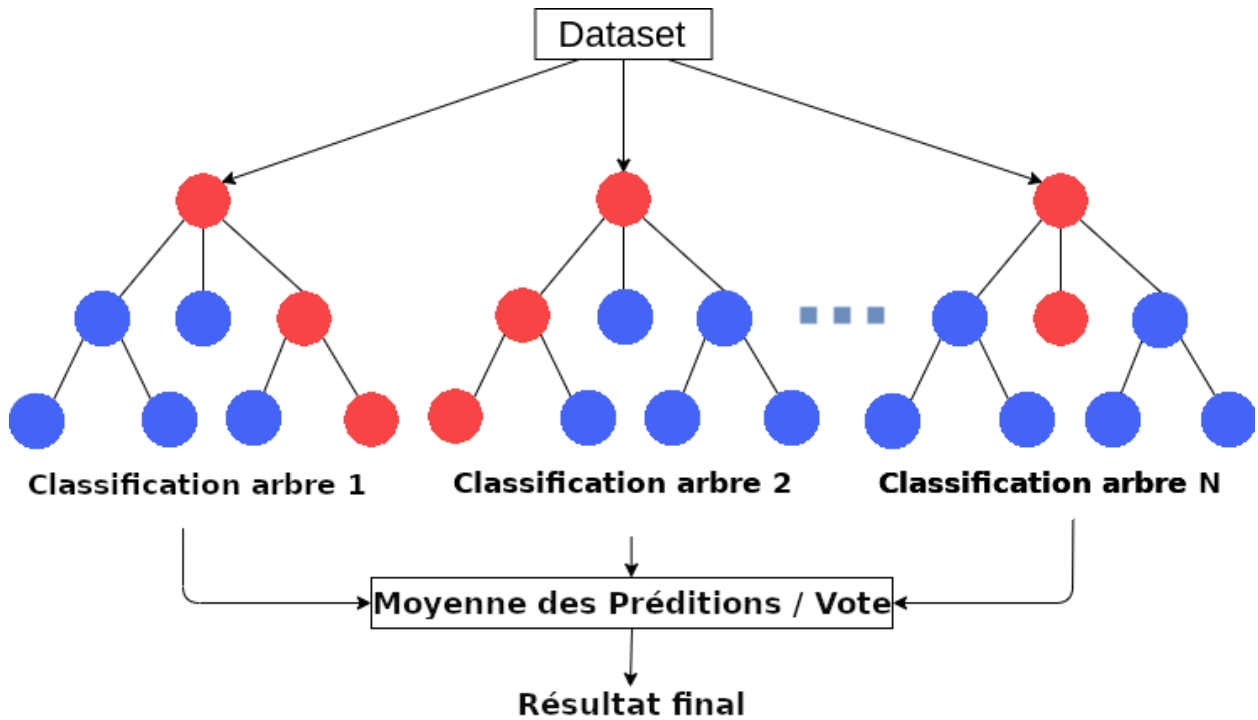 Dataset
Classification arbre 1
Classification arbre 2
Classification arbre N
Moyenne des Préditions / Vote
Résultat final